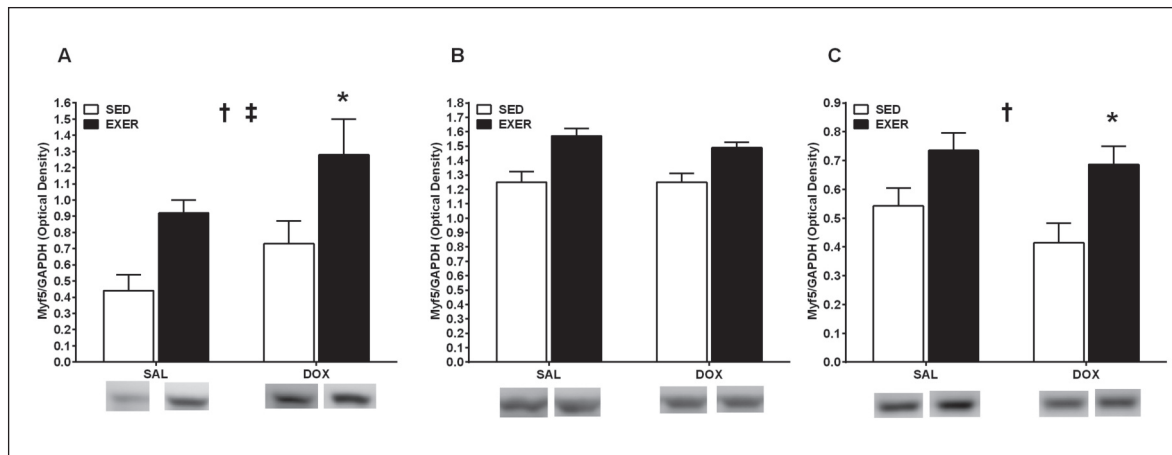 A
1.6
1.5
1.4
1.3
1.2
1.1
1.0
0.9
0.8
0.7
0.6
0.5
0.4
0.3
0.2
0.1
0.0
Myf5/GAPDH (Optical Density)
SED
EXER
† ‡
*
SAL
DOX
B
1.8
1.7
1.6
1.5
1.4
1.3
1.2
1.1
1.0
0.9
0.8
0.7
0.6
0.5
0.4
0.3
0.2
0.1
0.0
Myf5/GAPDH (Optical Density)
SED
EXER
SAL
DOX
C
0.9
0.8
0.7
0.6
0.5
0.4
0.3
0.2
0.1
0.0
Myf5/GAPDH (Optical Density)
SED
EXER
†
*
SAL
DOX